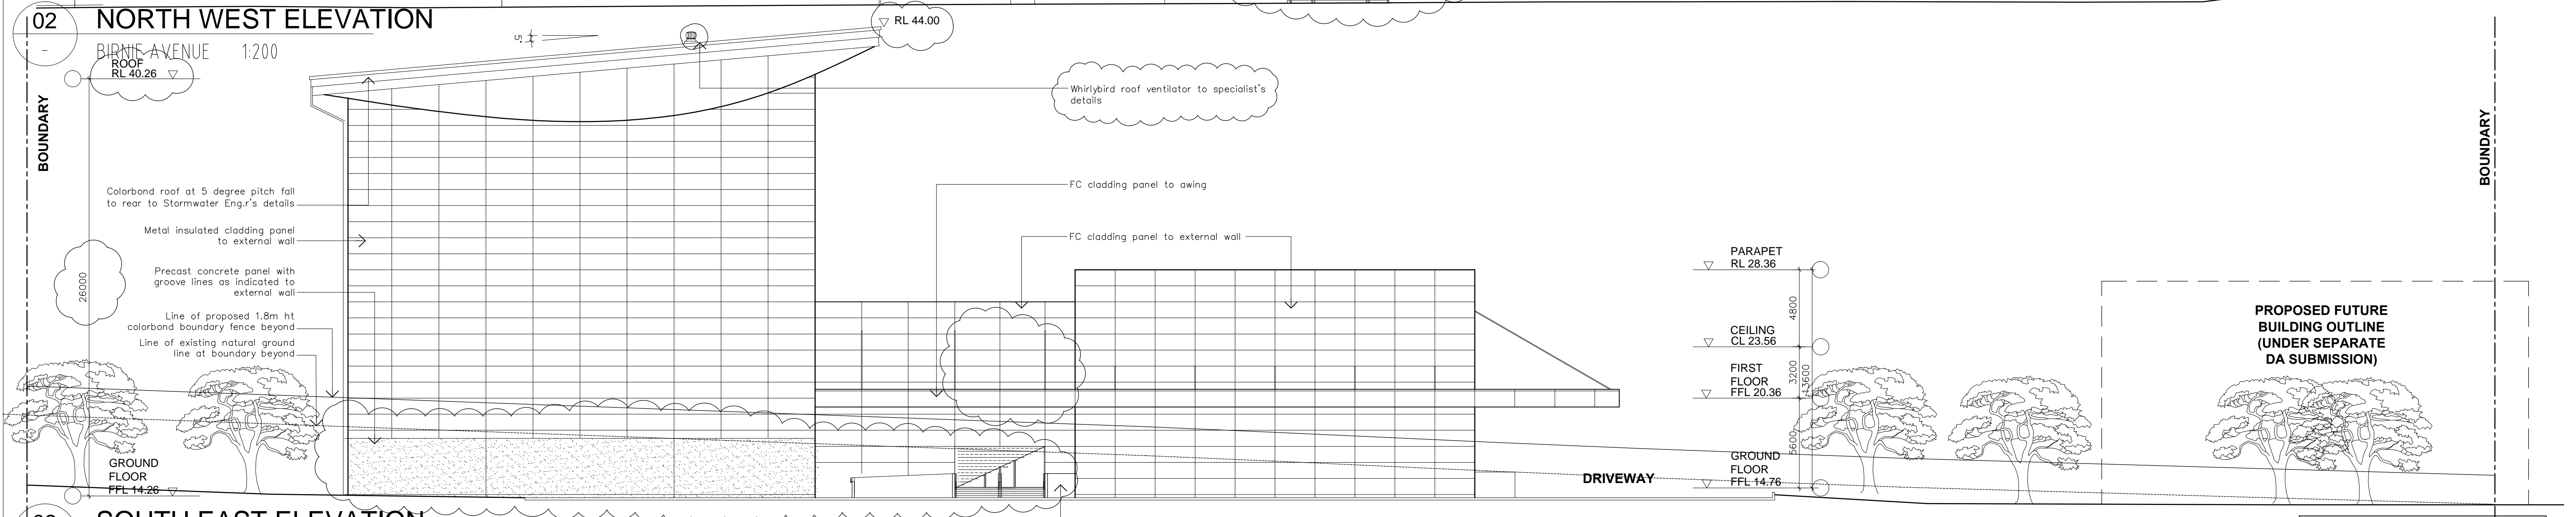 02
NORTH WEST ELEVATION
-
BIRNIE AVENUE 1:200
ROOF
RL 40.26
BOUNDARY
5°
RL 44.00
Whirlybird roof ventilator to specialist's
details
BOUNDARY
Colorbond roof at 5 degree pitch fall
to rear to Stormwater Eng.r's details
FC cladding panel to awing
Metal insulated cladding panel
to external wall
FC cladding panel to external wall
26000
Precast concrete panel with
groove lines as indicated to
external wall
Line of proposed 1.8m ht
colorbond boundary fence beyond
Line of existing natural ground
line at boundary beyond
PARAPET
RL 28.36
4800
CEILING
CL 23.56
3200
13600
FIRST
FLOOR
FFL 20.36
5600
PROPOSED FUTURE
BUILDING OUTLINE
(UNDER SEPARATE
DA SUBMISSION)
GROUND
FLOOR
FFL 14.26
DRIVEWAY
GROUND
FLOOR
FFL 14.76
SOUTH EAST ELEVATION